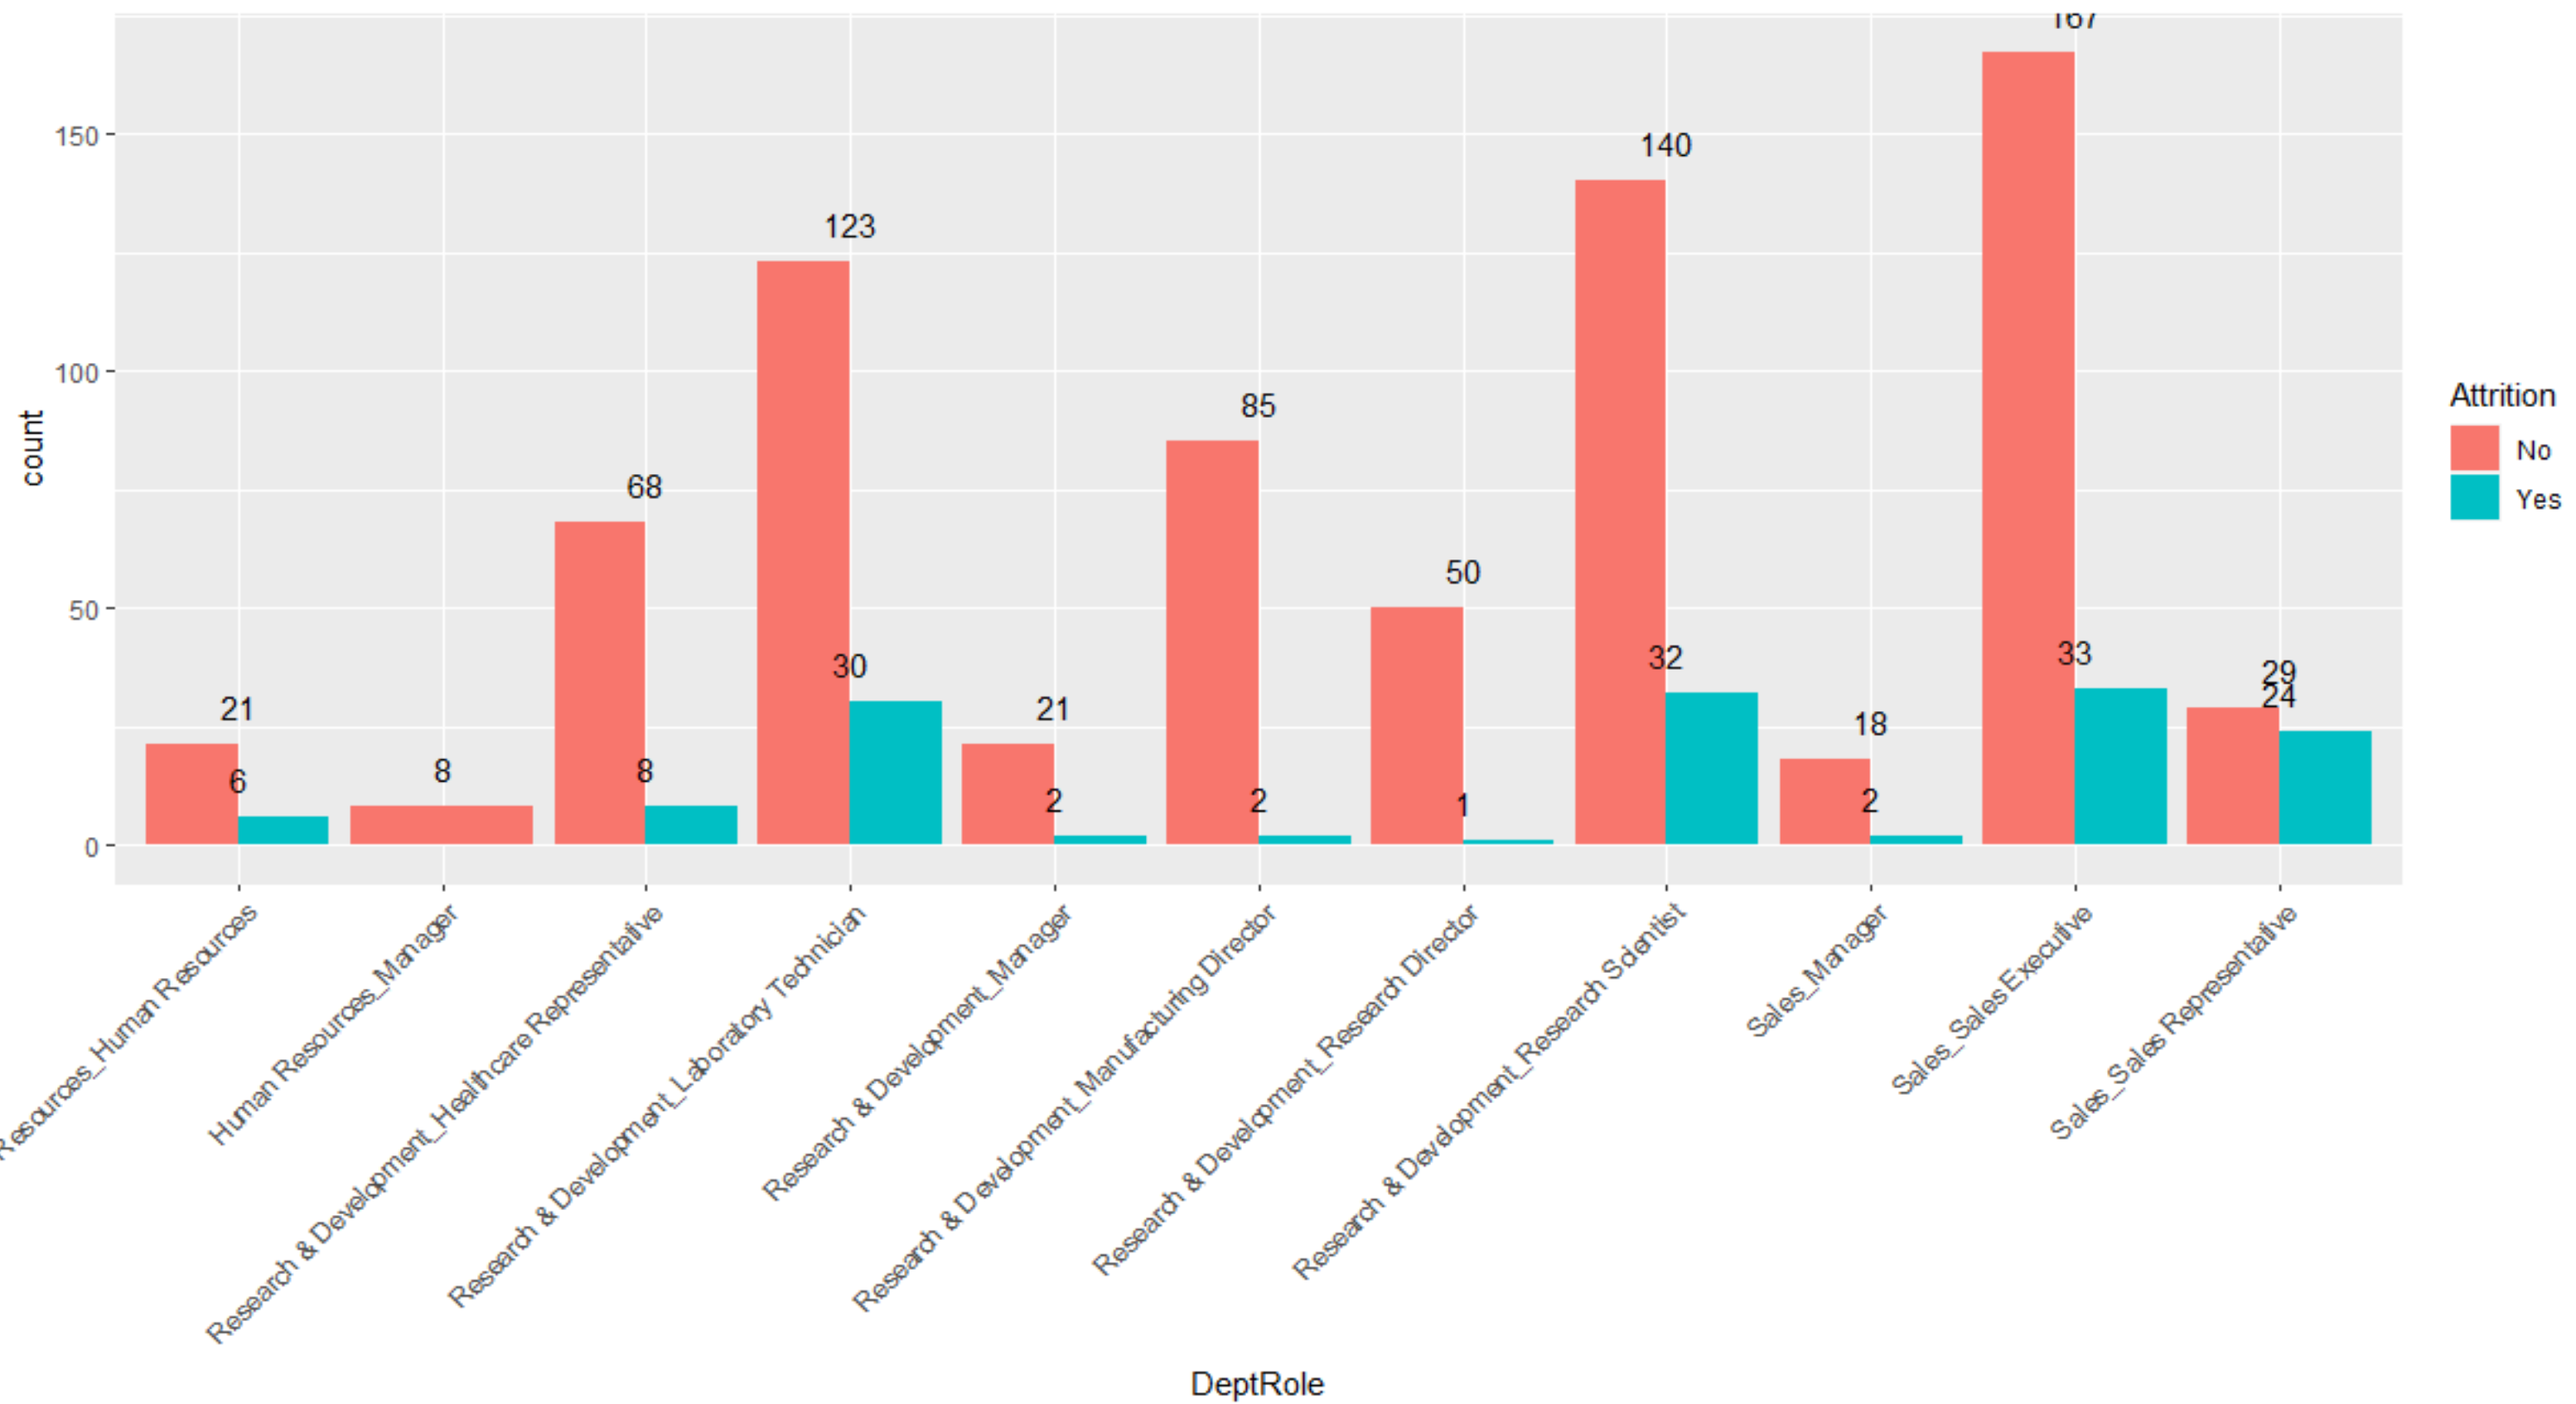 167
150
140
123
100
85
68
50
50
30
32
33
29
24
21
21
18
6
8
8
2
2
1
2
0
count
Attrition
No
Yes
Resources_Human Resources
Human Resources_Manager
Research & Development_Healthcare Representative
Research & Development_Laboratory Technician
Research & Development_Manager
Research & Development_Manufacturing Director
Research & Development_Research Director
Research & Development_Research Scientist
Sales_Manager
Sales_Sales Executive
Sales_Sales Representative
DeptRole